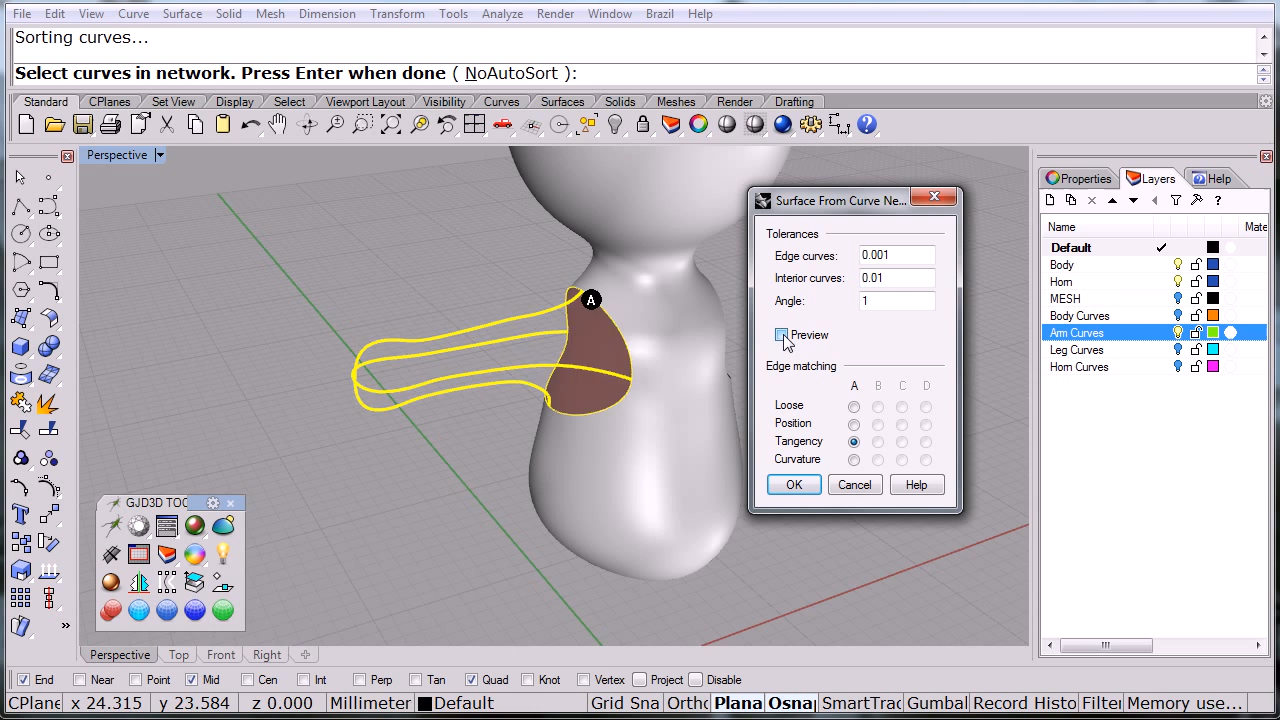 File Edit View Curve Surface Solid Mesh Dimension Transform Tools Analyze Render Window Brazil Help
Sorting curves...
Select curves in network. Press Enter when done ( NoAutoSort ):
Standard CPlanes Set View Display Select Viewport Layout Visibility Curves Surfaces Solids Meshes Render Drafting
Perspective
A
GJD3D TOO
Surface From Curve Ne...
Tolerances
Edge curves: 0.001
Interior curves: 0.01
Angle: 1
Preview
Edge matching
A B C D
Loose
Position
Tangency
Curvature
OK Cancel Help
Properties Layers Help
Name Mate
Default
Body
Horn
MESH
Body Curves
Arm Curves
Leg Curves
Horn Curves
Perspective Top Front Right
End Near Point Mid Cen Int Perp Tan Quad Knot Vertex Project Disable
CPlane x 24.315 y 23.584 z 0.000 Millimeter Default Grid Sna Ortho Plana Osnap SmartTrac Gumbal Record Histo Filter Memory use...